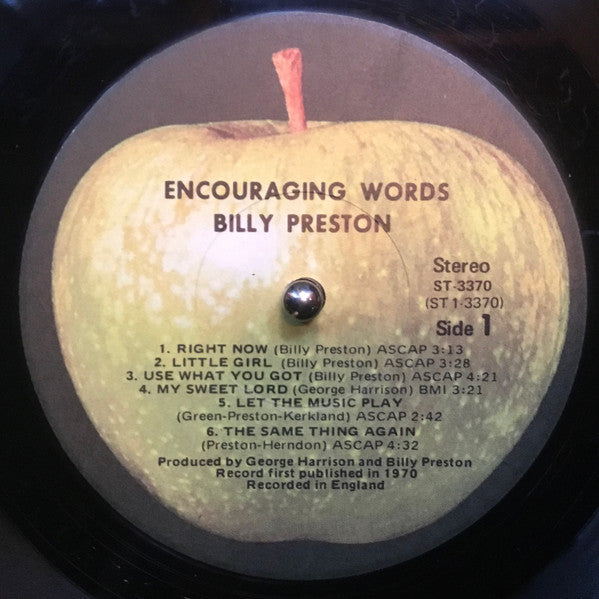 ENCOURAGING WORDS
BILLY PRESTON
Stereo
ST-3370
(ST 1-3370)
Side 1
1. RIGHT NOW (Billy Preston) ASCAP 3:13
2. LITTLE GIRL (Billy Preston) ASCAP 3:28
3. USE WHAT YOU GOT (Billy Preston) ASCAP 4:21
4. MY SWEET LORD (George Harrison) BMI 3:21
5. LET THE MUSIC PLAY
(Green-Preston-Kerkland) ASCAP 2:42
6. THE SAME THING AGAIN
(Preston-Herndon) ASCAP 4:32
Produced by George Harrison and Billy Preston
Record first published in 1970
Recorded in England